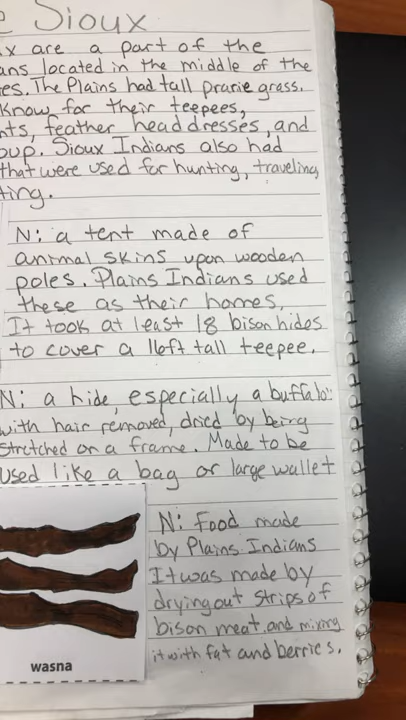 e Sioux
x are a part of the
ans located in the middle of the
es. The Plains had tall prarie grass.
know for their teepees,
nts, feather headdresses, and
oup. Sioux Indians also had
that were used for hunting, traveling,
ting.
N: a tent made of
animal skins upon wooden
poles. Plains Indians used
these as their homes.
It took at least 18 bison hides
to cover a 11eft tall teepee.
N: a hide, especially a buffalo's
with hair removed, dried by being
stretched on a frame. Made to be
used like a bag or large wallet
N: Food made
by Plains Indians
It was made by
drying out strips of
bison meat and mixing
it with fat and berries.
wasna